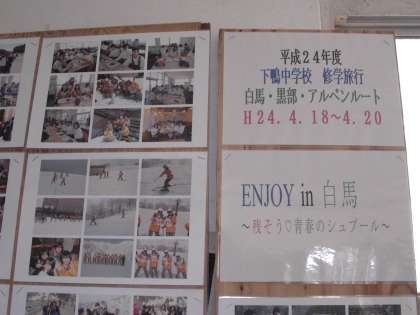 平成24年度
下鴨中学校 修学旅行
白馬・黒部・アルペンルート
H24.4.18～4.20
ENJOY in 白馬
～残そう♡青春のシュプール～